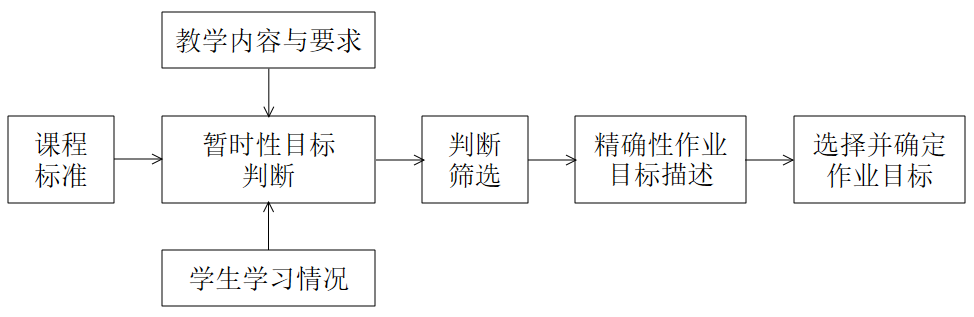 教学内容与要求
课程
标准
暂时性目标
判断
判断
筛选
精确性作业
目标描述
选择并确定
作业目标
学生学习情况